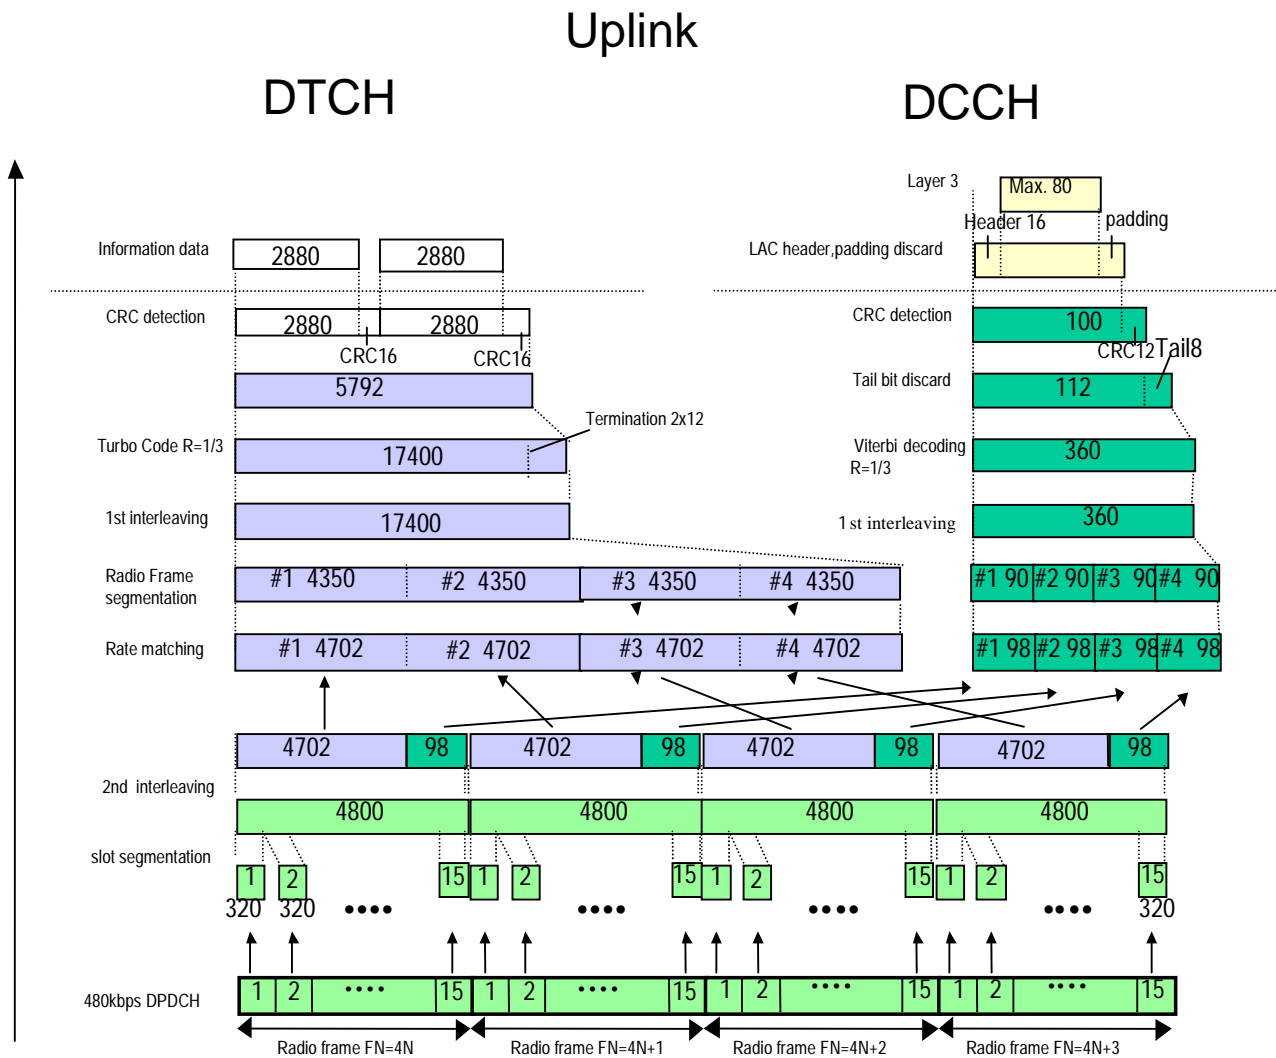 Uplink
DTCH
DCCH
Layer 3
Max. 80
Header 16
padding
Information data
2880
2880
LAC header,padding discard
CRC detection
2880
2880
CRC16
CRC16
CRC detection
100
CRC12
Tail8
5792
Tail bit discard
112
Termination 2x12
Turbo Code R=1/3
17400
Viterbi decoding
R=1/3
360
1st interleaving
17400
1st interleaving
360
Radio Frame
segmentation
#1 4350
#2 4350
#3 4350
#4 4350
#1 90
#2 90
#3 90
#4 90
Rate matching
#1 4702
#2 4702
#3 4702
#4 4702
#1 98
#2 98
#3 98
#4 98
4702
98
4702
98
4702
98
4702
98
2nd interleaving
4800
4800
4800
4800
slot segmentation
1
2
15
1
2
15
1
2
15
1
2
15
320
320
••••
••••
••••
••••
320
480kbps DPDCH
1
2
••••
15
1
2
••••
15
1
2
••••
15
1
2
••••
15
Radio frame FN=4N
Radio frame FN=4N+1
Radio frame FN=4N+2
Radio frame FN=4N+3